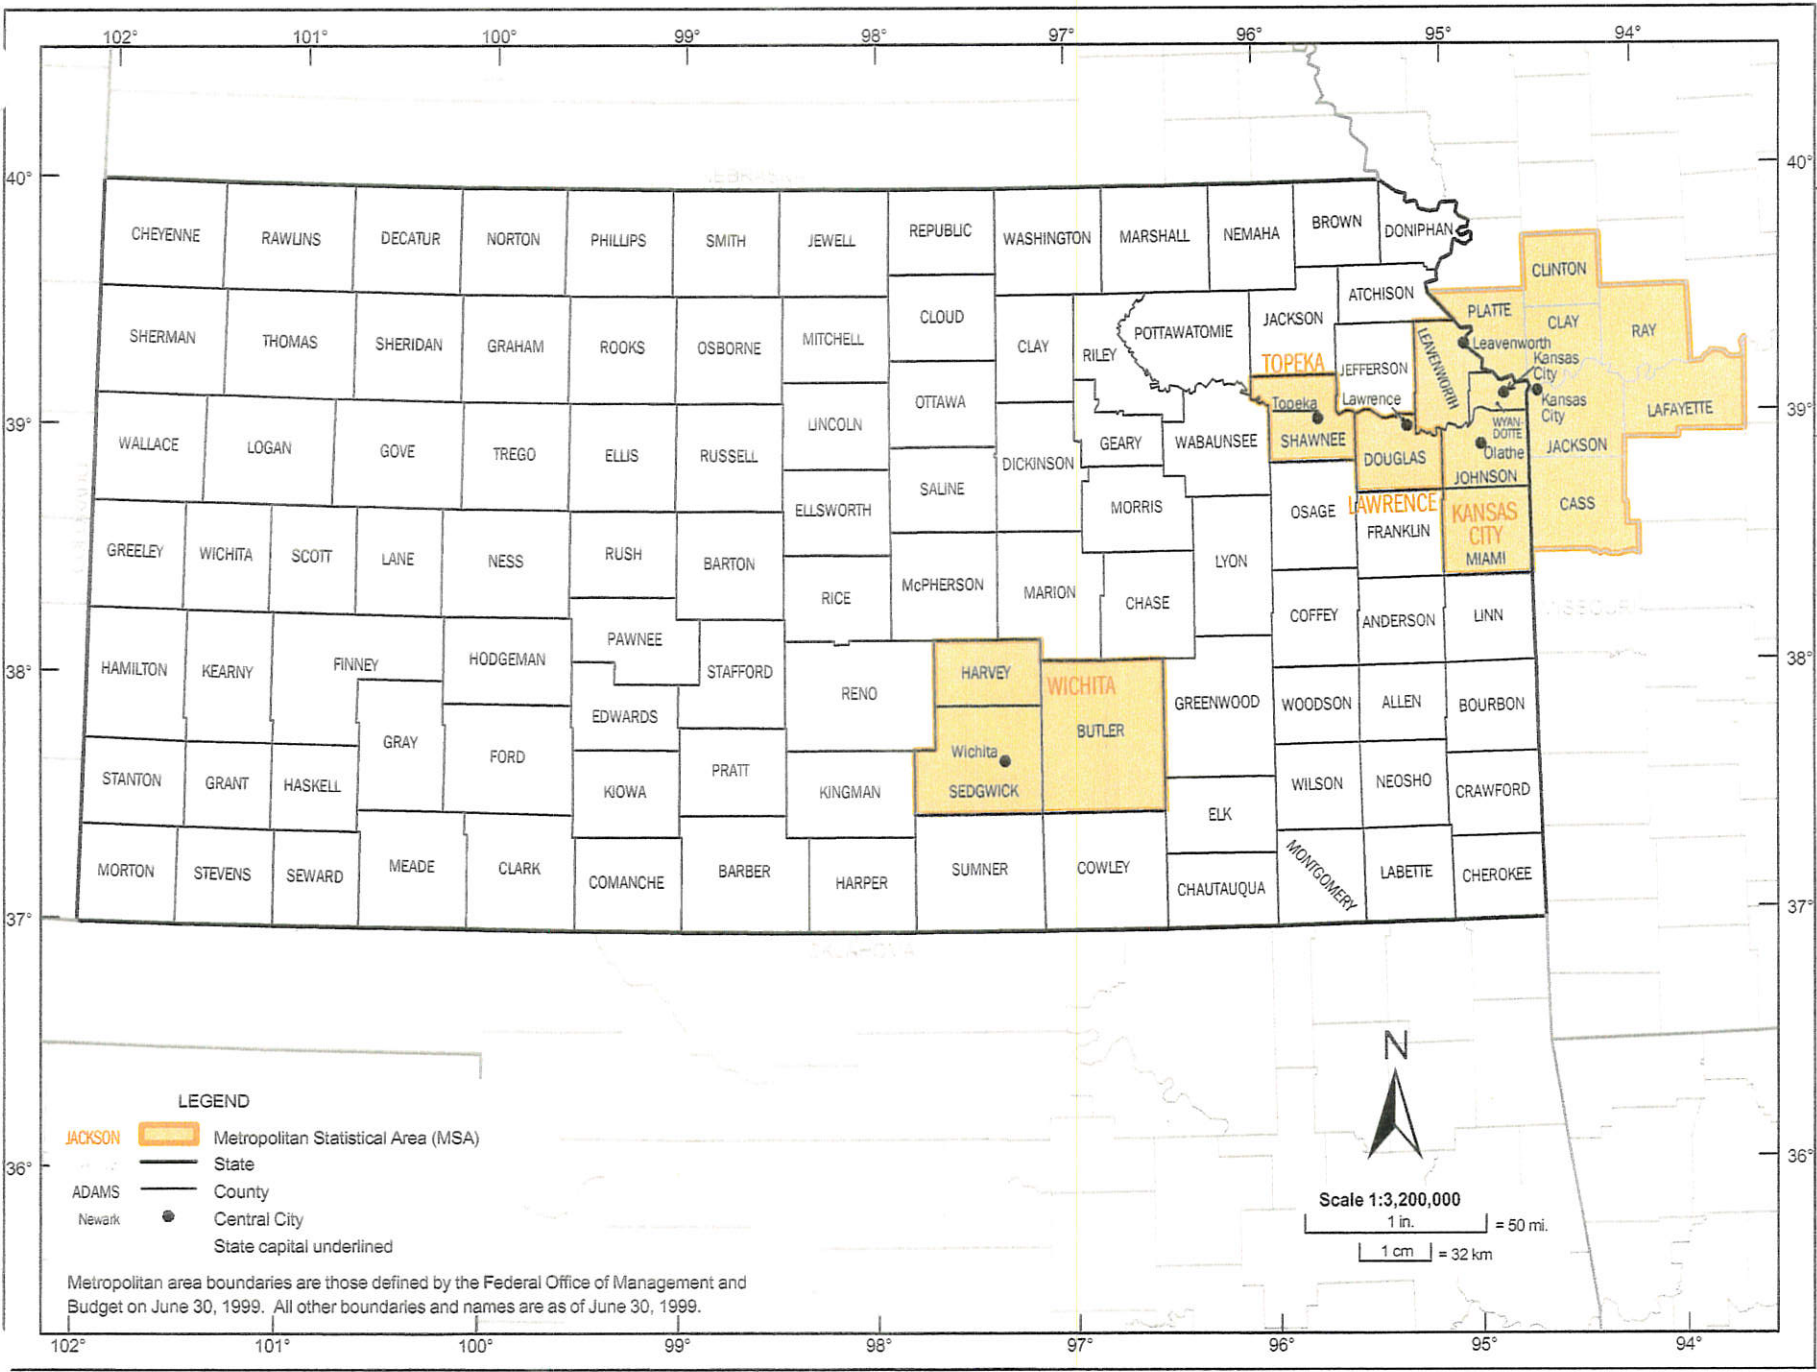 102° 101° 100° 99° 98° 97° 96° 95° 94°
40° 40°
CHEYENNE RAWLINS DECATUR NORTON PHILLIPS SMITH JEWELL REPUBLIC WASHINGTON MARSHALL NEMAHA BROWN DONIPHAN
CLINTON
ATCHISON
PLATTE
CLOUD JACKSON CLAY RAY
SHERMAN THOMAS SHERIDAN GRAHAM ROOKS OSBORNE MITCHELL CLAY RILEY POTTAWATOMIE
LEAVENWORTH
Leavenworth
Kansas
City
TOPEKA
JEFFERSON
39° 39°
OTTAWA
Topeka Lawrence
Kansas
City
LAFAYETTE
LINCOLN
WYAN-
DOTTE
WALLACE LOGAN GOVE TREGO ELLIS RUSSELL DICKINSON GEARY WABAUNSEE SHAWNEE DOUGLAS Olathe JACKSON
JOHNSON
SALINE
ELLSWORTH MORRIS OSAGE LAWRENCE
FRANKLIN
KANSAS
CITY
MIAMI
CASS
GREELEY WICHITA SCOTT LANE NESS RUSH BARTON
RICE McPHERSON MARION CHASE LYON
COFFEY ANDERSON LINN
38° 38°
HAMILTON KEARNY FINNEY HODGEMAN PAWNEE STAFFORD
RENO HARVEY WICHITA
BUTLER
GREENWOOD WOODSON ALLEN BOURBON
EDWARDS
GRAY FORD
Wichita
SEDGWICK
STANTON GRANT HASKELL KIOWA PRATT KINGMAN
ELK WILSON NEOSHO CRAWFORD
MORTON STEVENS SEWARD MEADE CLARK COMANCHE BARBER HARPER SUMNER COWLEY CHAUTAUQUA MONTGOMERY LABETTE CHEROKEE
37° 37°
N
LEGEND
JACKSON Metropolitan Statistical Area (MSA)
State
ADAMS County
Newark Central City
State capital underlined
36° 36°
Scale 1:3,200,000
1 in. = 50 mi.
1 cm = 32 km
Metropolitan area boundaries are those defined by the Federal Office of Management and
Budget on June 30, 1999. All other boundaries and names are as of June 30, 1999.
102° 101° 100° 99° 98° 97° 96° 95° 94°